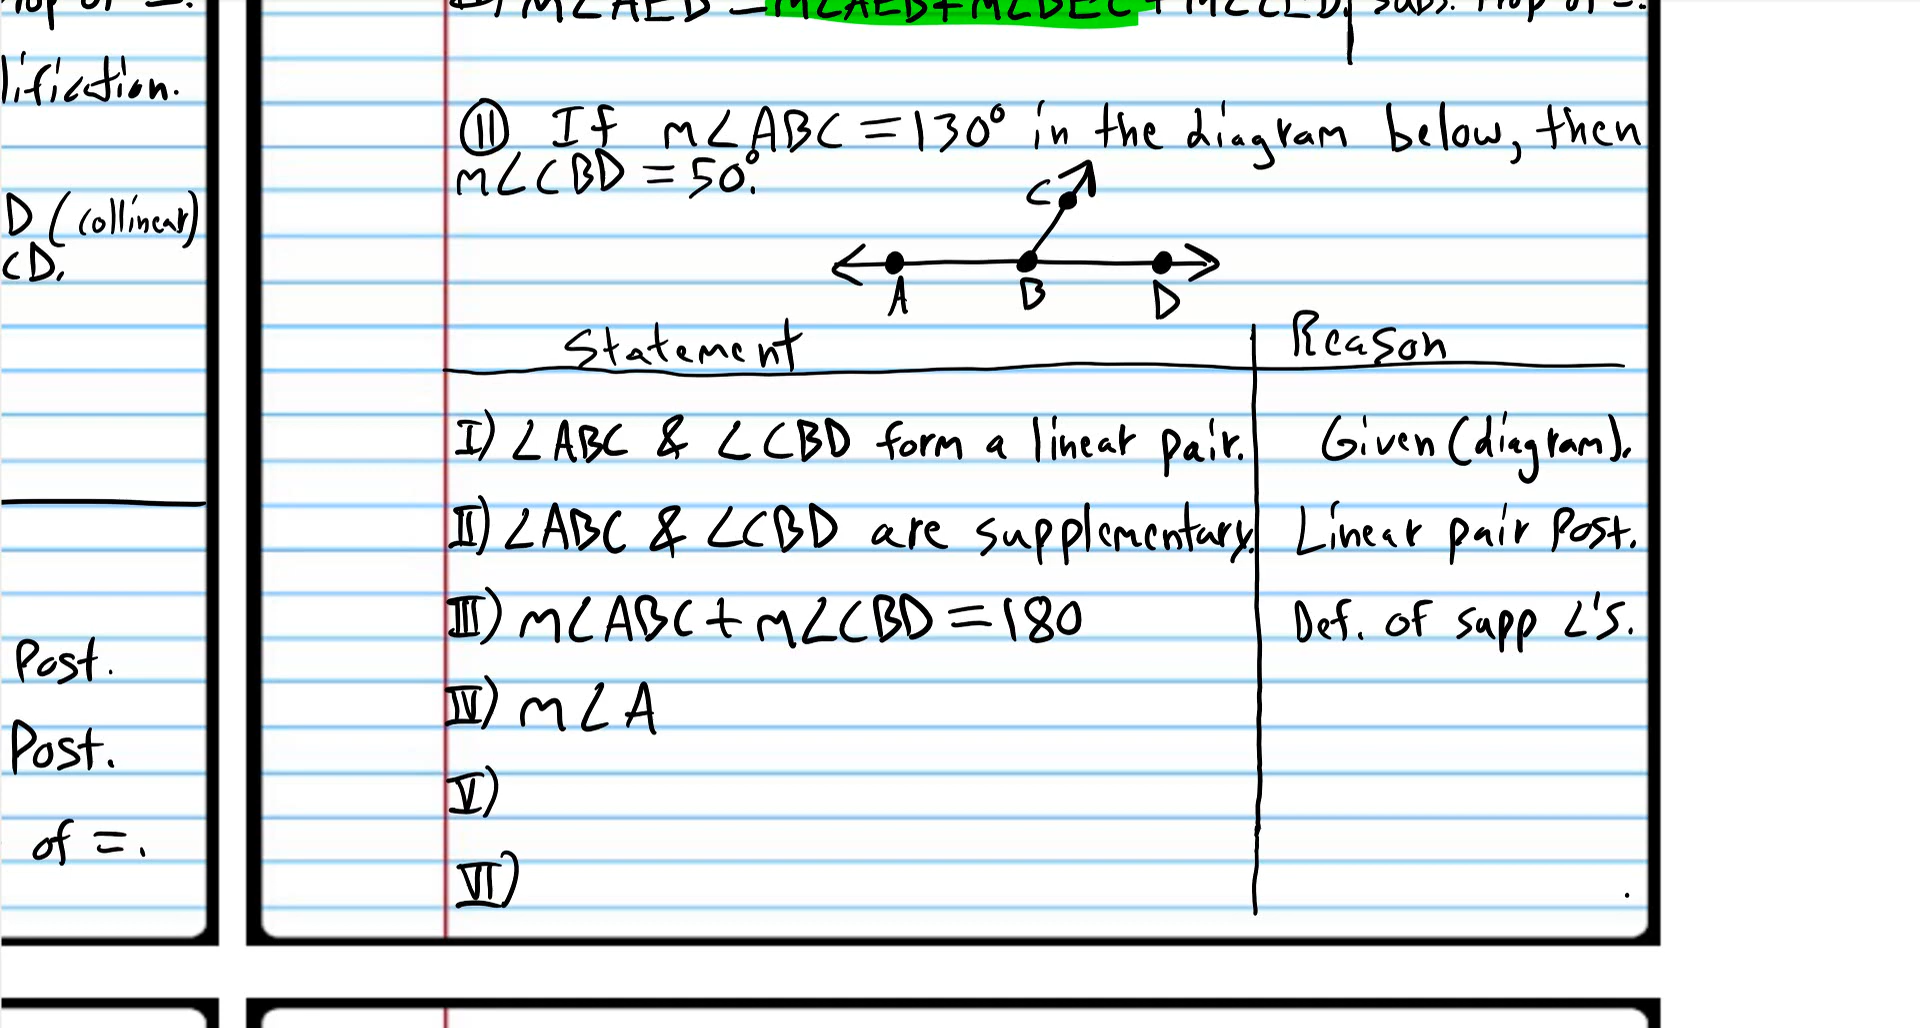 lification.
D (collinear)
CD.
Post.
Post.
of =.
m∠AEB + m∠BEC
⑪ If m∠ABC = 130° in the diagram below, then
m∠CBD = 50°.
C
A B D
Statement Reason
I) ∠ABC & ∠CBD form a linear pair. Given (diagram).
II) ∠ABC & ∠CBD are supplementary. Linear pair Post.
III) m∠ABC + m∠CBD = 180 Def. of supp ∠'s.
IV) m∠A
V)
VI)